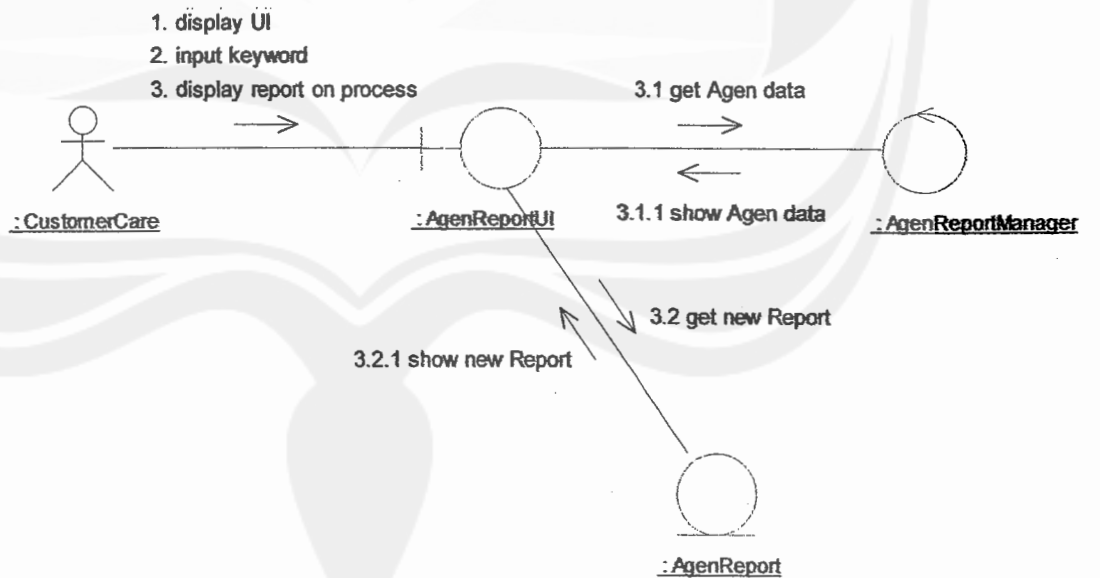 1. display UI
2. input keyword
3. display report on process
3.1 get Agen data
3.1.1 show Agen data
:CustomerCare
:AgenReportUI
:AgenReportManager
3.2 get new Report
3.2.1 show new Report
:AgenReport